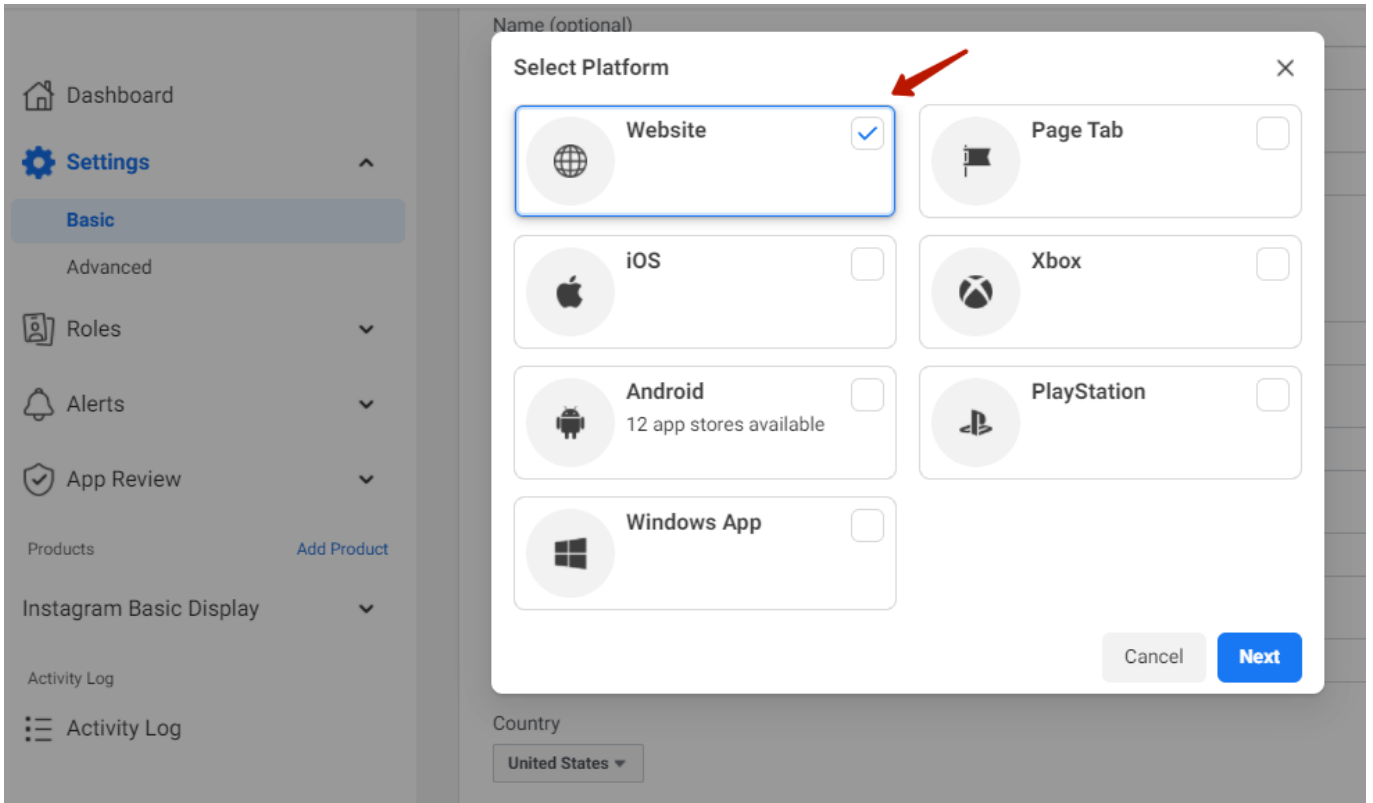 Name (optional)
Dashboard
Settings
Basic
Advanced
Roles
Alerts
App Review
Products
Add Product
Instagram Basic Display
Activity Log
Activity Log
Select Platform
Website
Page Tab
iOS
Xbox
Android
12 app stores available
PlayStation
Windows App
Cancel
Next
Country
United States